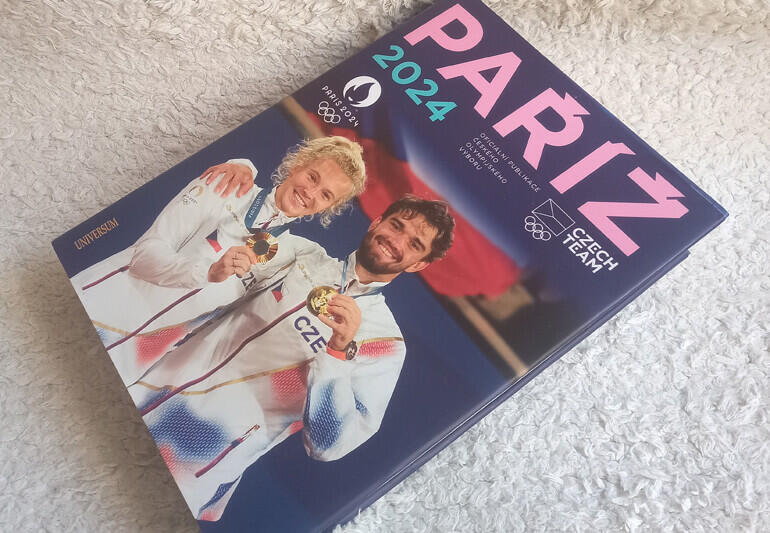 PAŘÍŽ
2024
PARIS 2024
OFICIÁLNÍ PUBLIKACE
ČESKÉHO
OLYMPIJSKÉHO
VÝBORU
CZECH
TEAM
UNIVERSUM
CZE